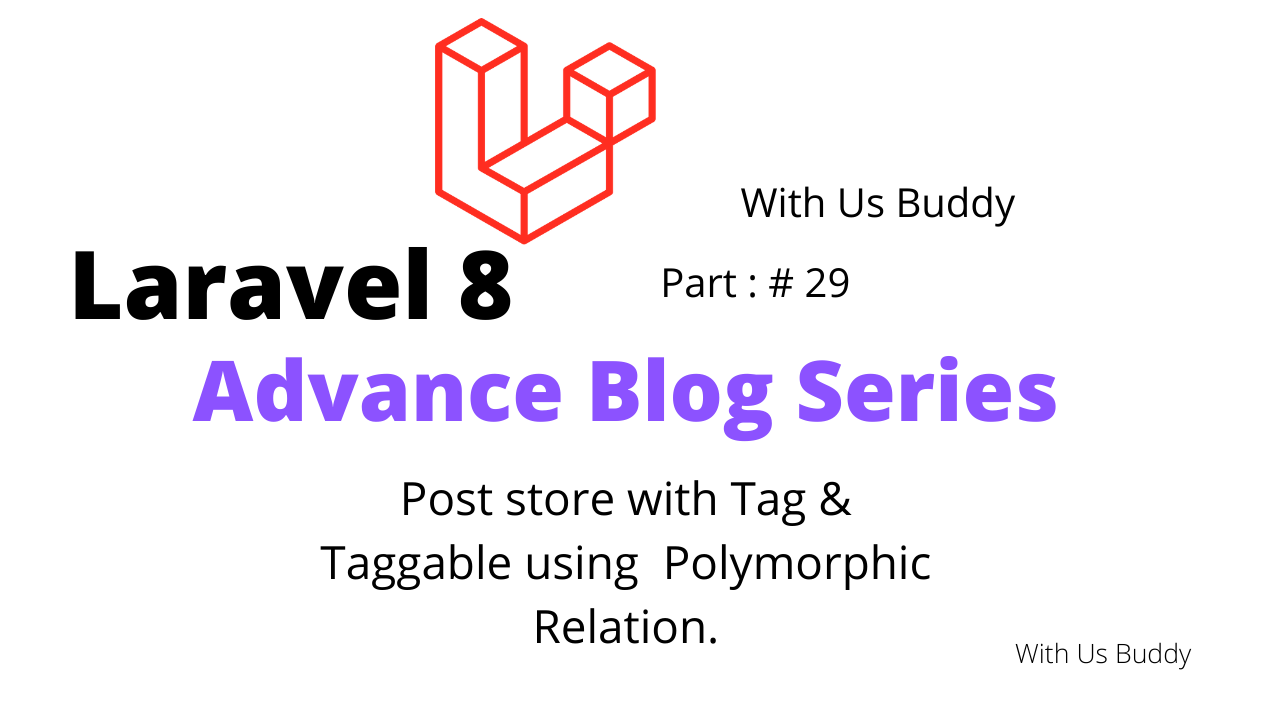 With Us Buddy
Laravel 8
Part : # 29
Advance Blog Series
Post store with Tag &
Taggable using  Polymorphic
Relation.
With Us Buddy